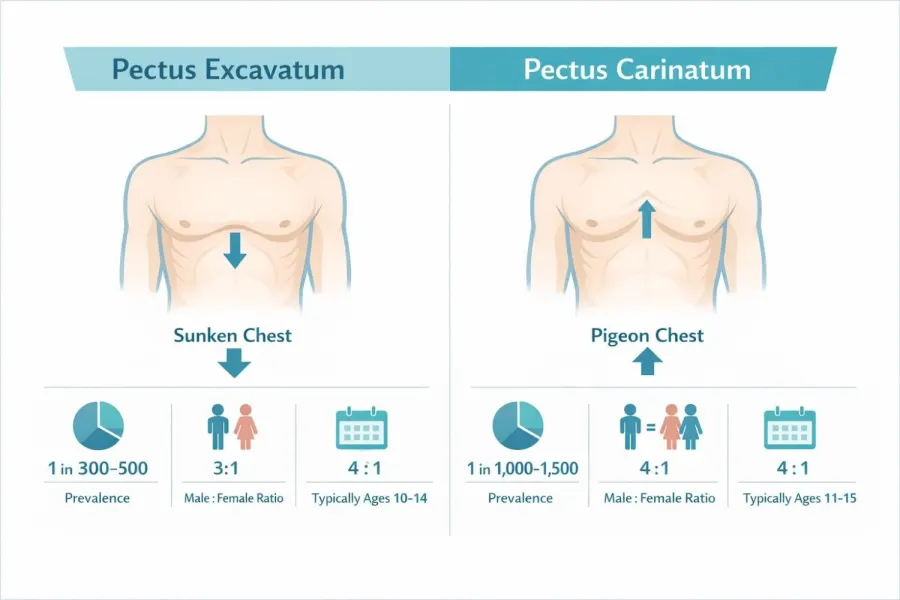 Pectus Excavatum
Pectus Carinatum
Sunken Chest
Pigeon Chest
1 in 300–500
Prevalence
3:1
Male : Female Ratio
4 : 1
Typically Ages 10-14
1 in 1,000–1,500
Prevalence
=
4 :1
Male : Female Ratio
4 : 1
Typically Ages 11-15